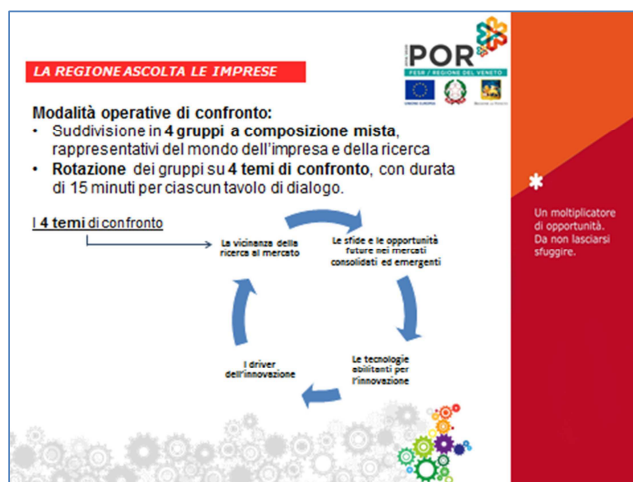 POR
FESR / REGIONE DEL VENETO
UNIONE EUROPEA
LA REGIONE ASCOLTA LE IMPRESE
Modalità operative di confronto:
• Suddivisione in 4 gruppi a composizione mista,
rappresentativi del mondo dell'impresa e della ricerca
• Rotazione dei gruppi su 4 temi di confronto, con durata
di 15 minuti per ciascun tavolo di dialogo.
I 4 temi di confronto
La vicinanza della
ricerca al mercato
Le sfide e le opportunità
future nei mercati
consolidati ed emergenti
I driver
dell'innovazione
Le tecnologie
abilitanti per
l'innovazione
Un moltiplicatore
di opportunità.
Da non lasciarsi
sfuggire.